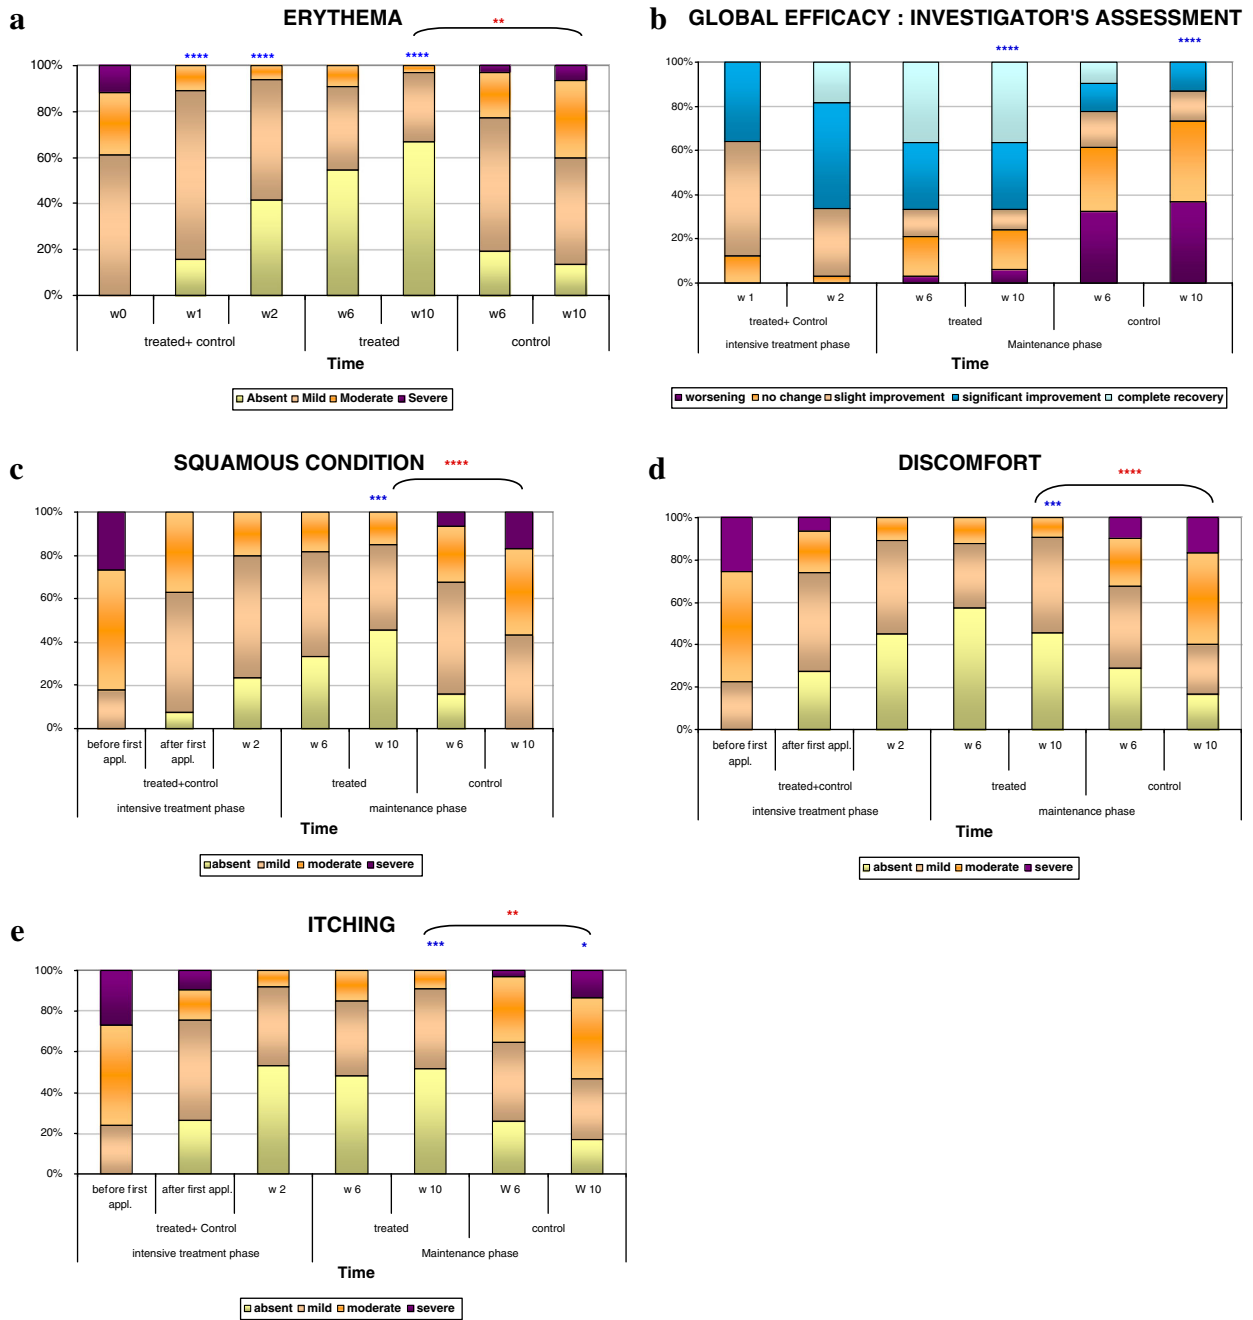 a
ERYTHEMA
**
**** **** ****
100%
80%
60%
40%
20%
0%
w0 w1 w2 w6 w10 w6 w10
treated+ control treated control
Time
Absent Mild Moderate Severe
b
GLOBAL EFFICACY : INVESTIGATOR'S ASSESSMENT
**** ****
100%
80%
60%
40%
20%
0%
w 1 w 2 w 6 w 10 w 6 w 10
treated+ Control treated control
intensive treatment phase Maintenance phase
Time
worsening no change slight improvement significant improvement complete recovery
c
SQUAMOUS CONDITION
****
***
100%
80%
60%
40%
20%
0%
before first after first w 2 w 6 w 10 w 6 w 10
appl. appl.
treated+control treated control
intensive treatment phase maintenance phase
Time
absent mild moderate severe
d
DISCOMFORT
****
***
100%
80%
60%
40%
20%
0%
before first after first appl. w 2 w 6 w 10 w 6 w 10
appl.
treated+control treated control
intensive treatment phase maintenance phase
Time
absent mild moderate severe
e
ITCHING
**
*** *
100%
80%
60%
40%
20%
0%
before first after first appl. w 2 w 6 w 10 W 6 W 10
appl.
treated+ Control treated control
intensive treatment phase Maintenance phase
Time
absent mild moderate severe